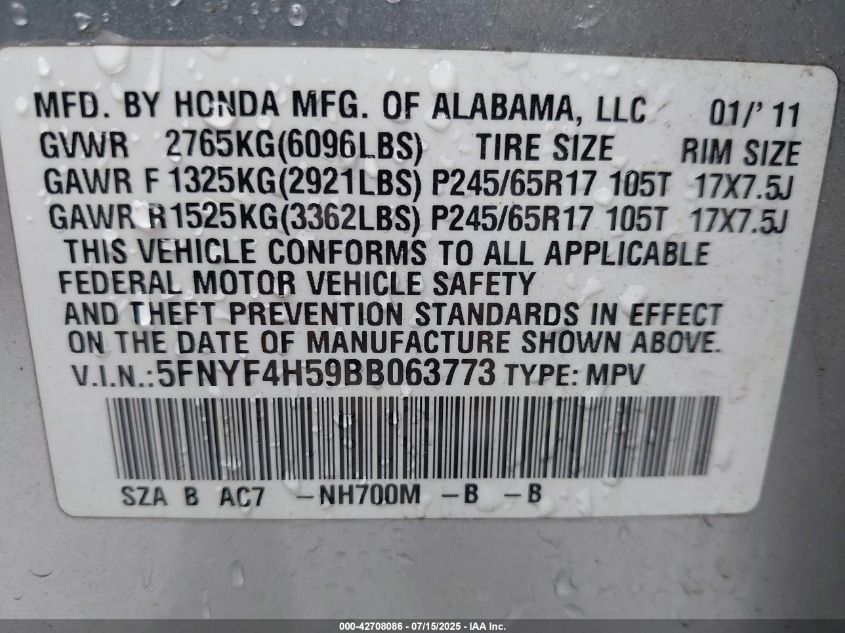 MFD. BY HONDA MFG. OF ALABAMA, LLC 01/'11
GVWR 2765KG(6096LBS) TIRE SIZE RIM SIZE
GAWR F 1325KG(2921LBS) P245/65R17 105T 17X7.5J
GAWR R 1525KG(3362LBS) P245/65R17 105T 17X7.5J
THIS VEHICLE CONFORMS TO ALL APPLICABLE
FEDERAL MOTOR VEHICLE SAFETY
AND THEFT PREVENTION STANDARDS IN EFFECT
ON THE DATE OF MANUFACTURE SHOWN ABOVE.
V.I.N.: 5FNYF4H59BB063773 TYPE: MPV
SZA B AC7 -NH700M -B -B
000-42708086 - 07/15/2025 - IAA Inc.